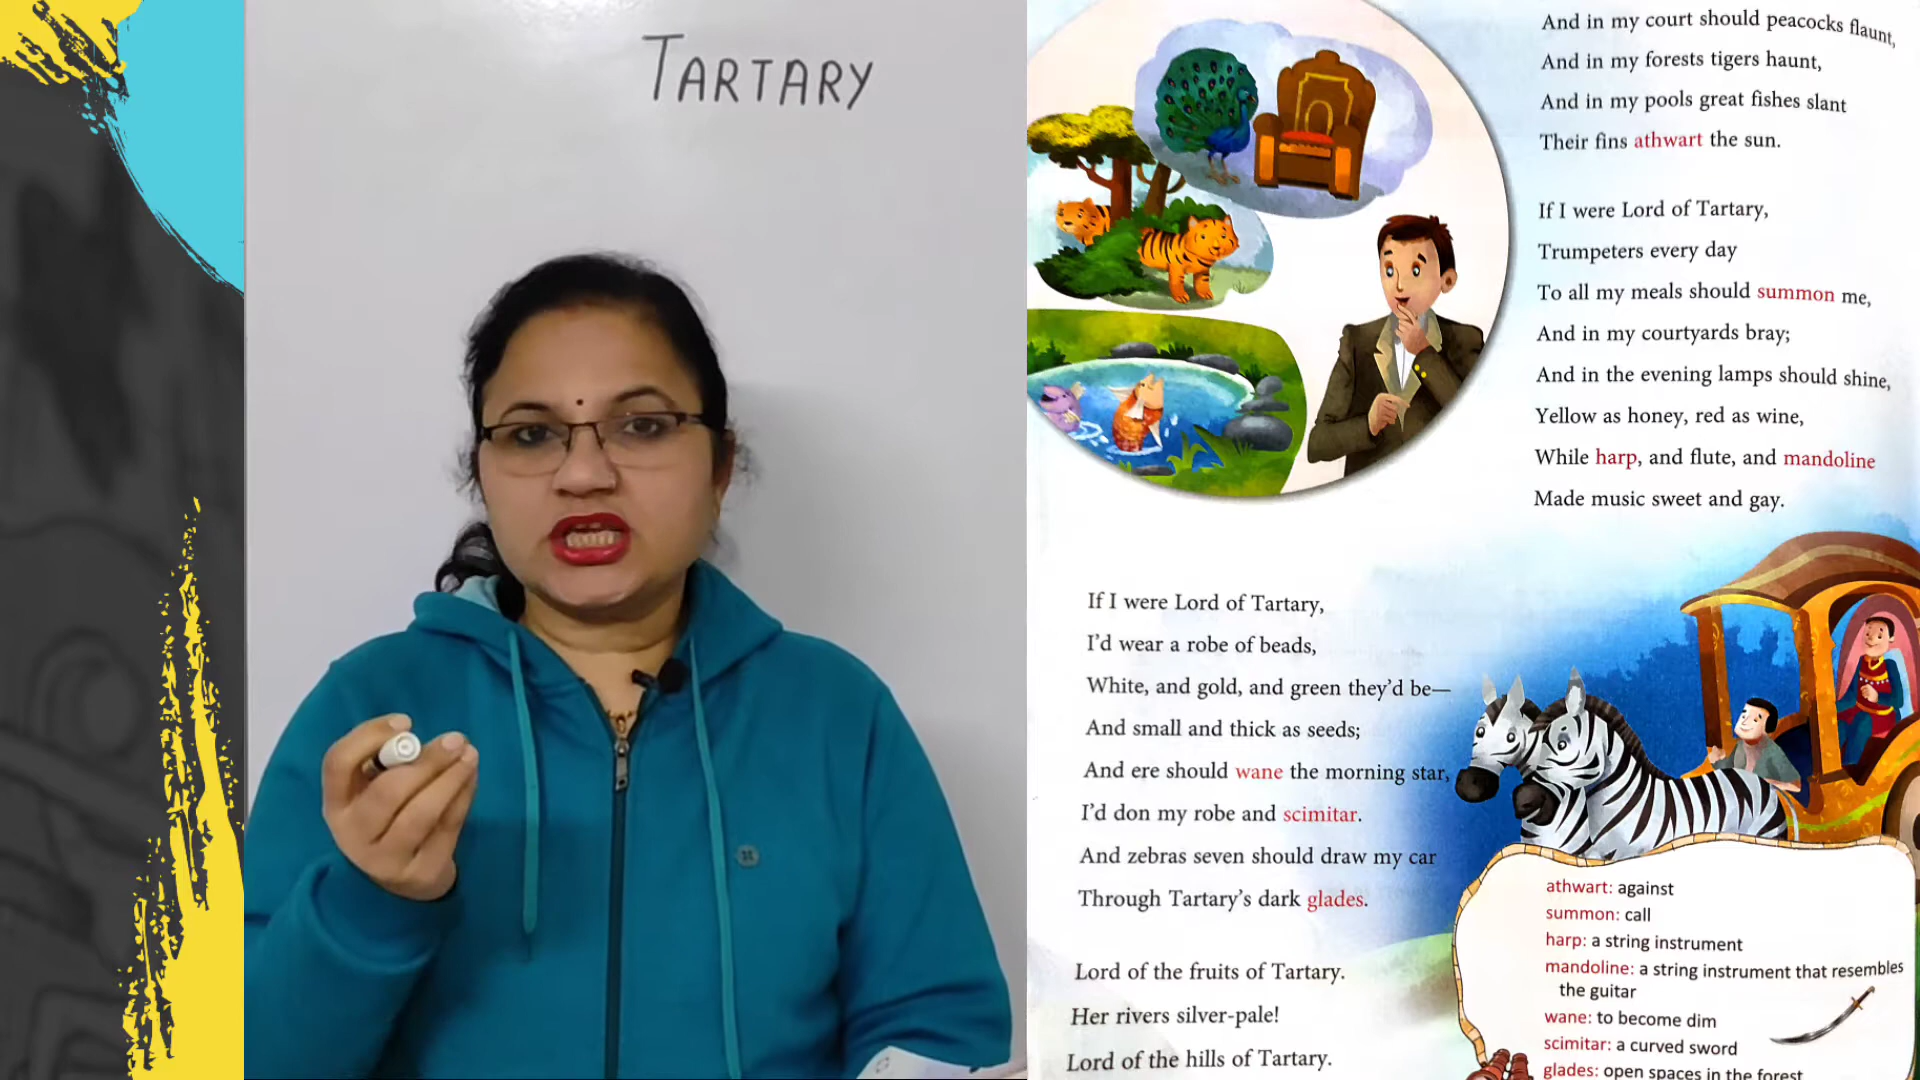 TARTARY
And in my court should peacocks flaunt,
And in my forests tigers haunt,
And in my pools great fishes slant
Their fins athwart the sun.
If I were Lord of Tartary,
Trumpeters every day
To all my meals should summon me,
And in my courtyards bray;
And in the evening lamps should shine,
Yellow as honey, red as wine,
While harp, and flute, and mandoline
Made music sweet and gay.
If I were Lord of Tartary,
I'd wear a robe of beads,
White, and gold, and green they'd be—
And small and thick as seeds;
And ere should wane the morning star,
I'd don my robe and scimitar.
And zebras seven should draw my car
Through Tartary's dark glades.
Lord of the fruits of Tartary.
Her rivers silver-pale!
Lord of the hills of Tartary.
athwart: against
summon: call
harp: a string instrument
mandoline: a string instrument that resembles
the guitar
wane: to become dim
scimitar: a curved sword
glades: open spaces in the forest